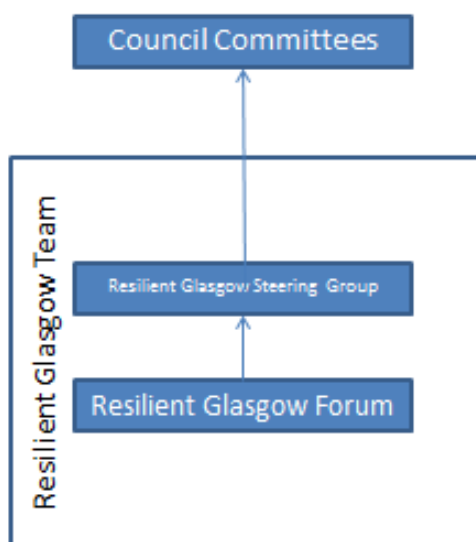 Council Committees
Resilient Glasgow Team
Resilient Glasgow Steering Group
Resilient Glasgow Forum